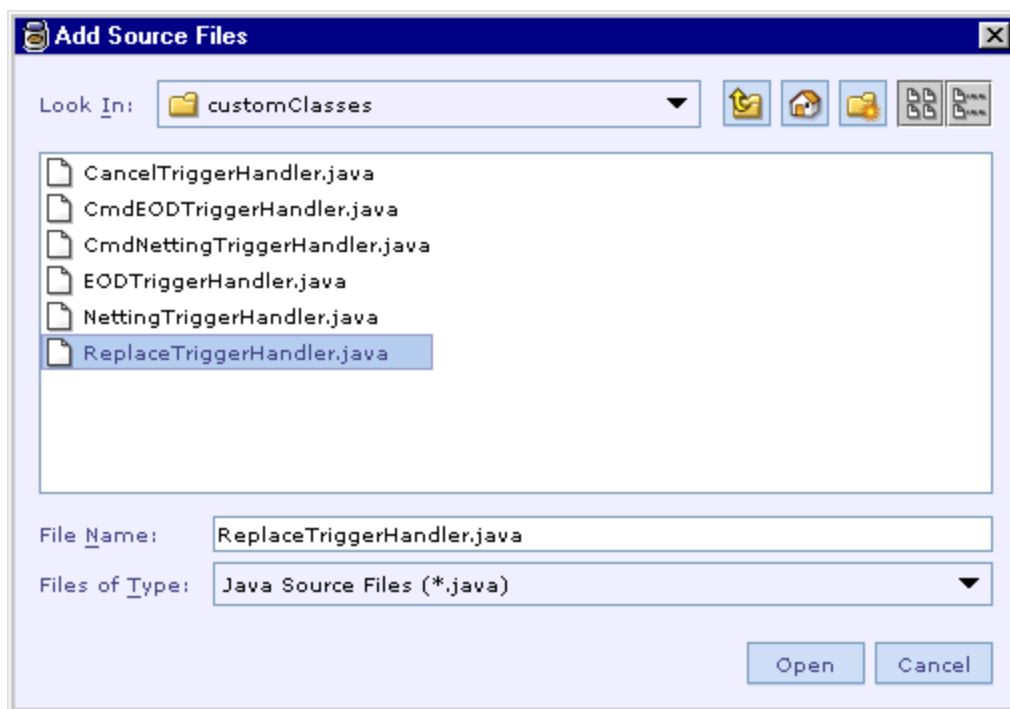 Add Source Files
Look In: customClasses
CancelTriggerHandler.java
CmdEODTriggerHandler.java
CmdNettingTriggerHandler.java
EODTriggerHandler.java
NettingTriggerHandler.java
ReplaceTriggerHandler.java
File Name: ReplaceTriggerHandler.java
Files of Type: Java Source Files (*.java)
Open Cancel